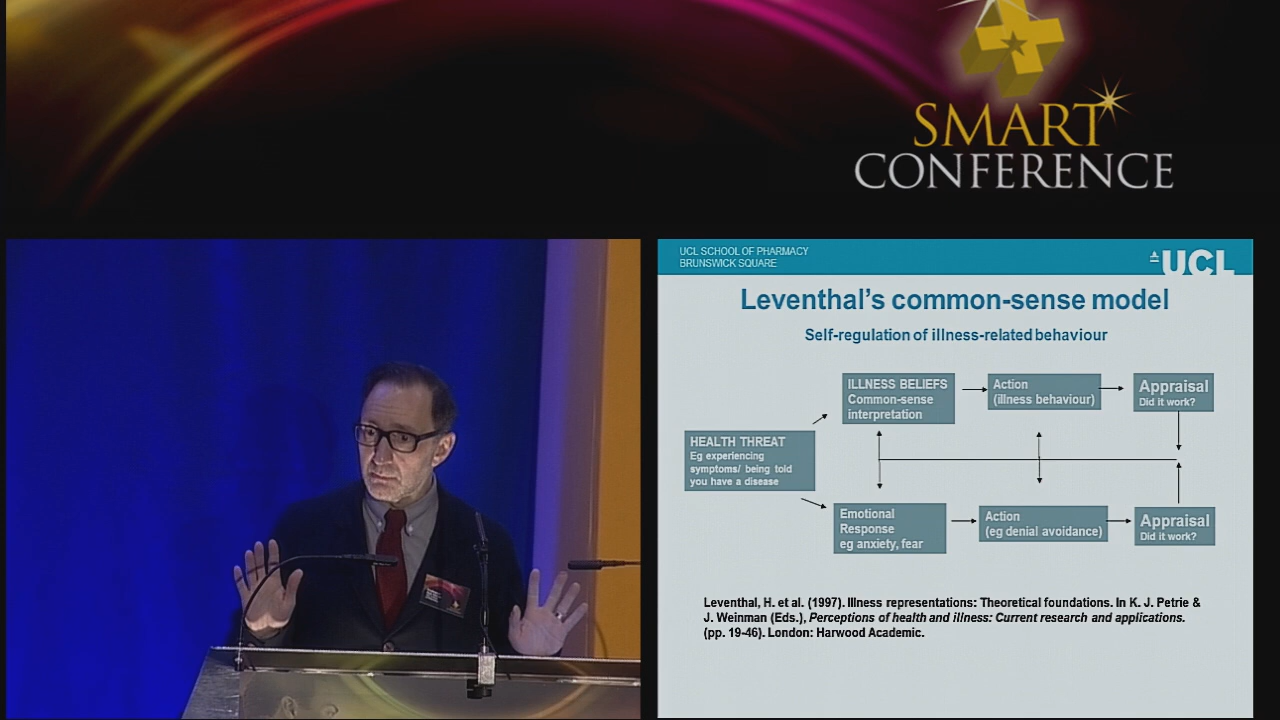 SMART
CONFERENCE
UCL SCHOOL OF PHARMACY
BRUNSWICK SQUARE
UCL
Leventhal's common-sense model
Self-regulation of illness-related behaviour
ILLNESS BELIEFS
Common-sense
interpretation
Action
(illness behaviour)
Appraisal
Did it work?
HEALTH THREAT
Eg experiencing
symptoms/ being told
you have a disease
Emotional
Response
eg anxiety, fear
Action
(eg denial avoidance)
Appraisal
Did it work?
Leventhal, H. et al. (1997). Illness representations: Theoretical foundations. In K. J. Petrie &
J. Weinman (Eds.), Perceptions of health and illness: Current research and applications.
(pp. 19-46). London: Harwood Academic.